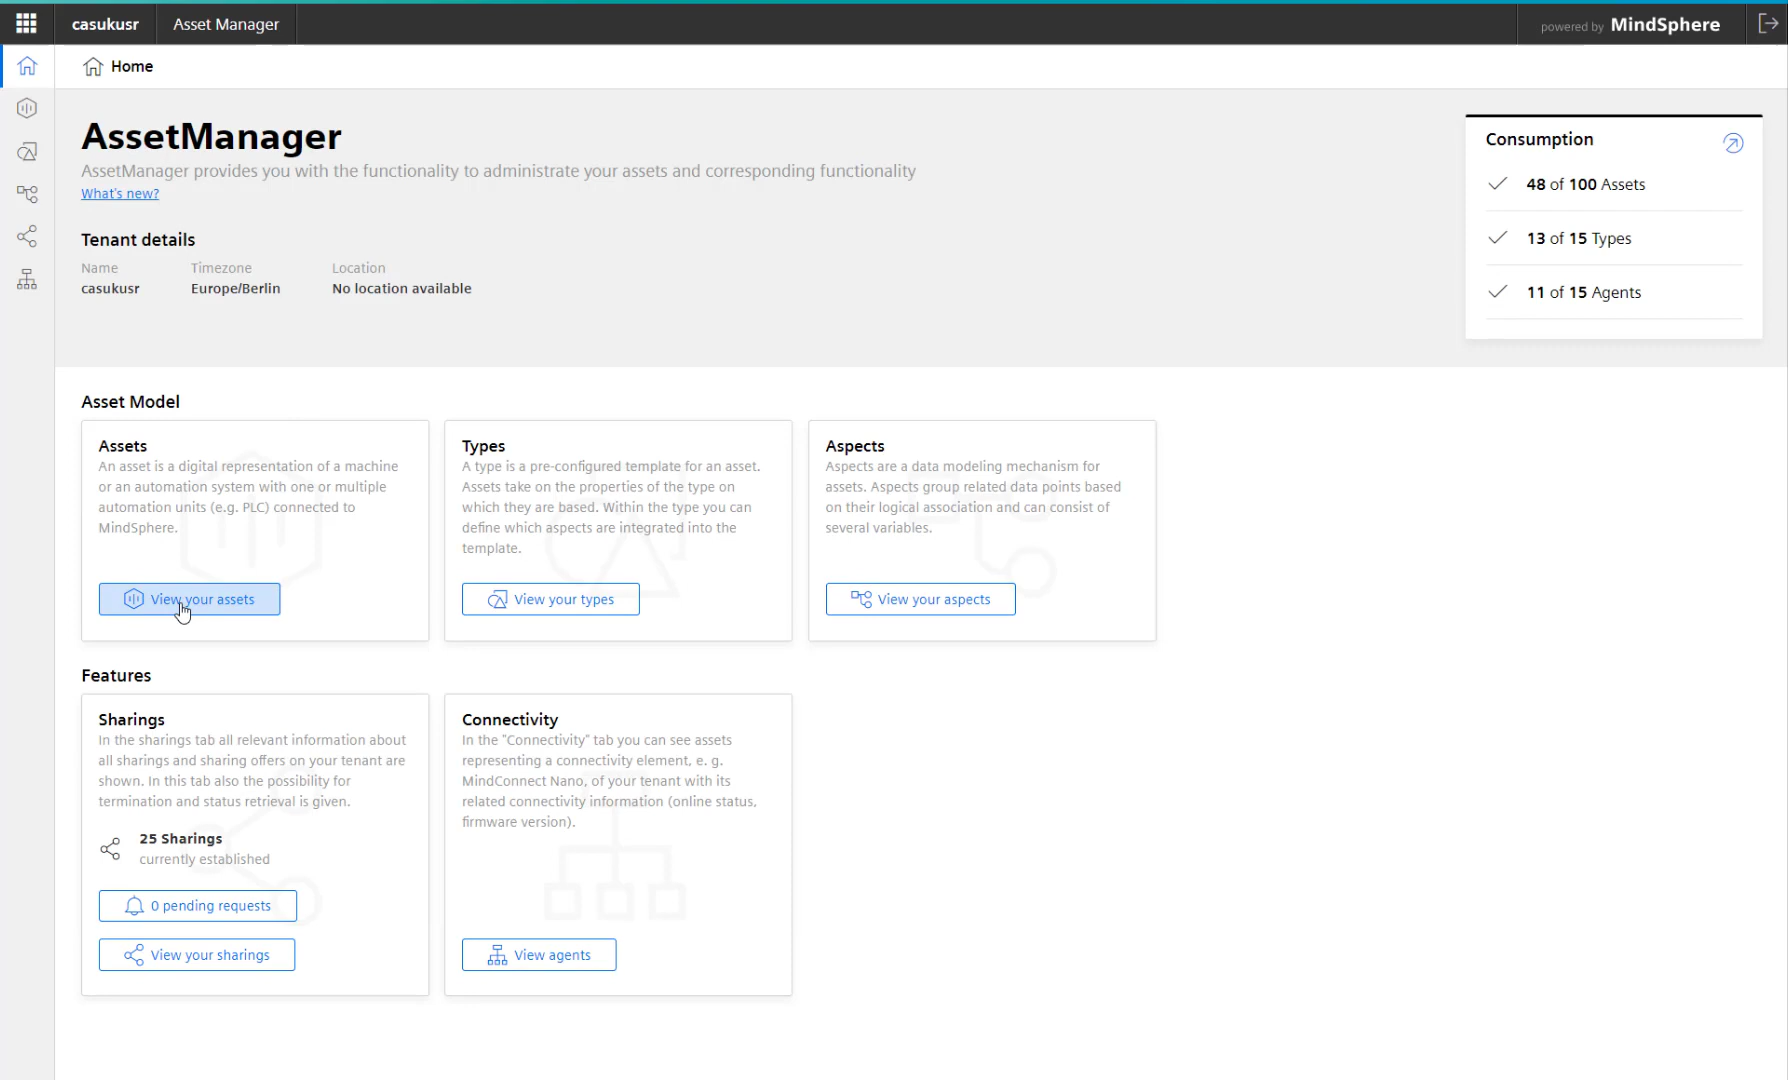 casukusr
Asset Manager
powered by MindSphere
Home
AssetManager
AssetManager provides you with the functionality to administrate your assets and corresponding functionality
What's new?
Tenant details
Name
casukusr
Timezone
Europe/Berlin
Location
No location available
Consumption
48 of 100 Assets
13 of 15 Types
11 of 15 Agents
Asset Model
Assets
An asset is a digital representation of a machine
or an automation system with one or multiple
automation units (e.g. PLC) connected to
MindSphere.
View your assets
Types
A type is a pre-configured template for an asset.
Assets take on the properties of the type on
which they are based. Within the type you can
define which aspects are integrated into the
template.
View your types
Aspects
Aspects are a data modeling mechanism for
assets. Aspects group related data points based
on their logical association and can consist of
several variables.
View your aspects
Features
Sharings
In the sharings tab all relevant information about
all sharings and sharing offers on your tenant are
shown. In this tab also the possibility for
termination and status retrieval is given.
25 Sharings
currently established
0 pending requests
View your sharings
Connectivity
In the "Connectivity" tab you can see assets
representing a connectivity element, e. g.
MindConnect Nano, of your tenant with its
related connectivity information (online status,
firmware version).
View agents